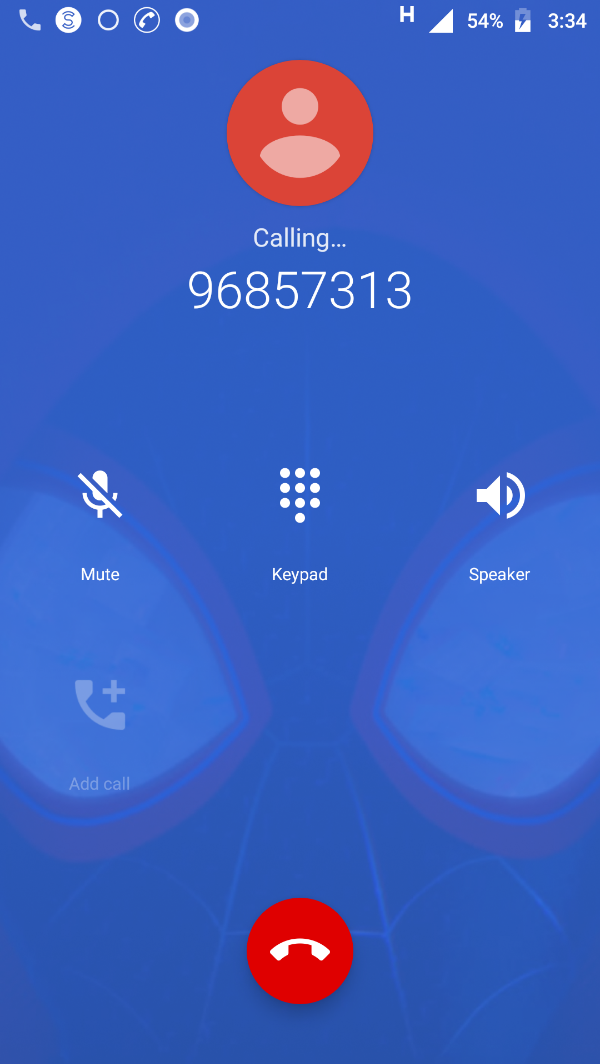 H 54% 3:34
Calling...
96857313
Mute Keypad Speaker
Add call